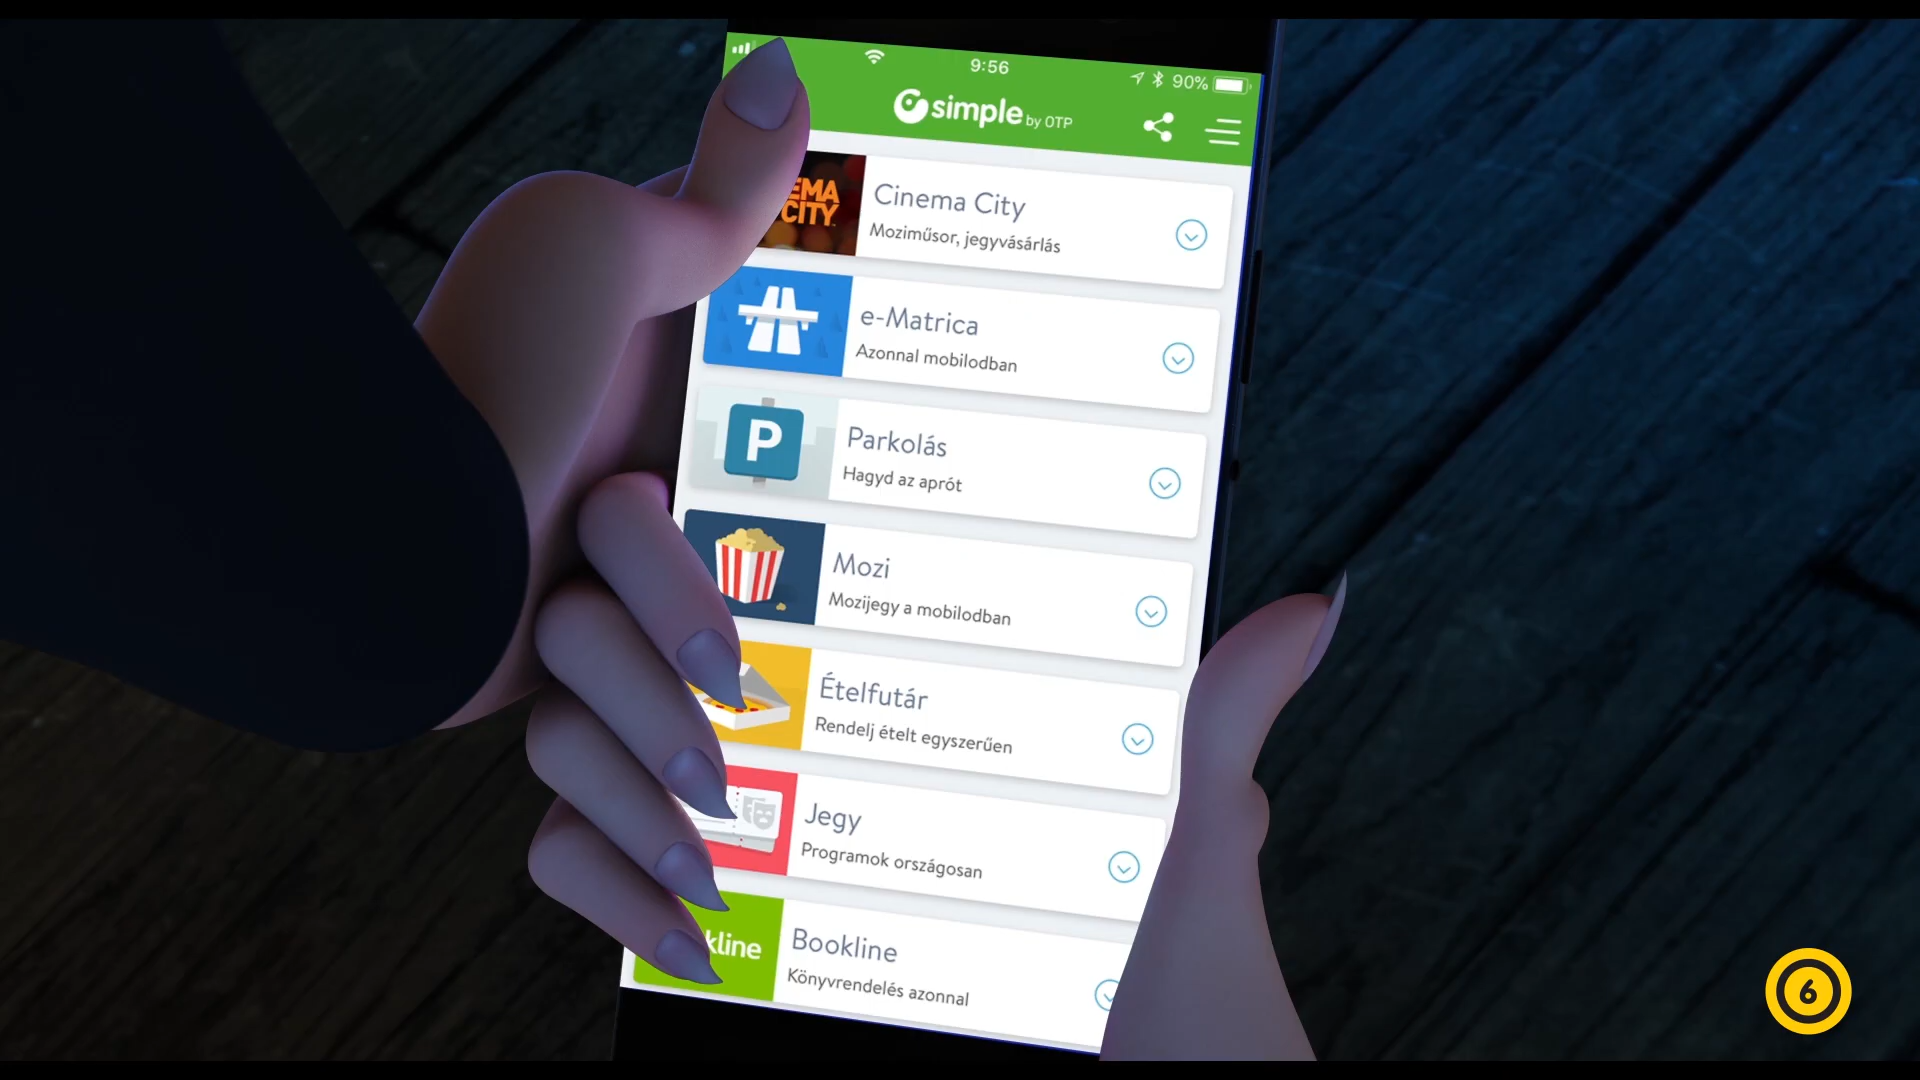 9:56
90%
simple by OTP
EMA
CITY
Cinema City
Moziműsor, jegyvásárlás
e-Matrica
Azonnal mobilodban
P
Parkolás
Hagyd az aprót
Mozi
Mozijegy a mobilodban
Ételfutár
Rendelj ételt egyszerűen
Jegy
Programok országosan
kline
Bookline
Könyvrendelés azonnal
6